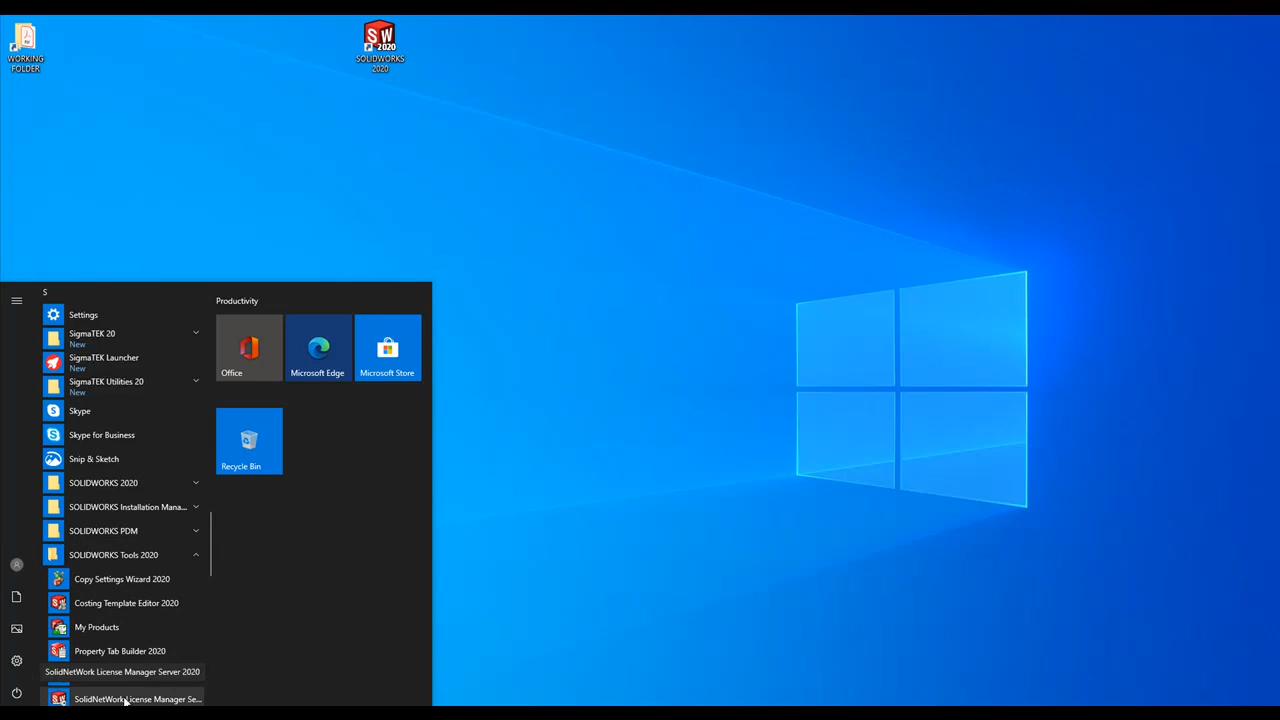 WORKING
FOLDER
SW
2020
SOLIDWORKS
2020
S
Settings
SigmaTEK 20
New
SigmaTEK Launcher
New
SigmaTEK Utilities 20
New
Skype
Skype for Business
Snip & Sketch
SOLIDWORKS 2020
SOLIDWORKS Installation Mana...
SOLIDWORKS PDM
SOLIDWORKS Tools 2020
Copy Settings Wizard 2020
Costing Template Editor 2020
My Products
Property Tab Builder 2020
SolidNetWork License Manager Server 2020
SolidNetWork License Manager Se...
Productivity
Office
Microsoft Edge
Microsoft Store
Recycle Bin